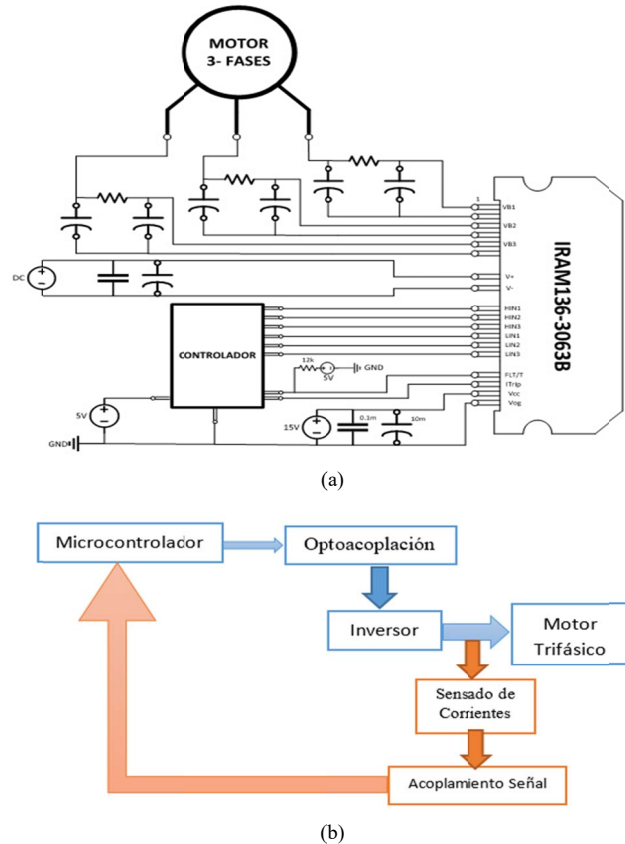 MOTOR
3- FASES
1
VB1
VB2
VB3
DC
V+
V-
HIN1
HIN2
HIN3
LIN1
LIN2
LIN3
FLT/T
ITrip
Vcc
Vog
IRAM136-3063B
CONTROLADOR
12k
5V
GND
5V
GND
15V
0,1m
10m
(a)
Microcontrolador
Optoacoplación
Inversor
Motor
Trifásico
Sensado de
Corrientes
Acoplamiento Señal
(b)